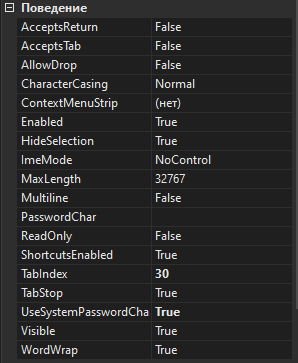 Поведение
AcceptsReturn False
AcceptsTab False
AllowDrop False
CharacterCasing Normal
ContextMenuStrip (нет)
Enabled True
HideSelection True
ImeMode NoControl
MaxLength 32767
Multiline False
PasswordChar
ReadOnly False
ShortcutsEnabled True
TabIndex 30
TabStop True
UseSystemPasswordCha True
Visible True
WordWrap True